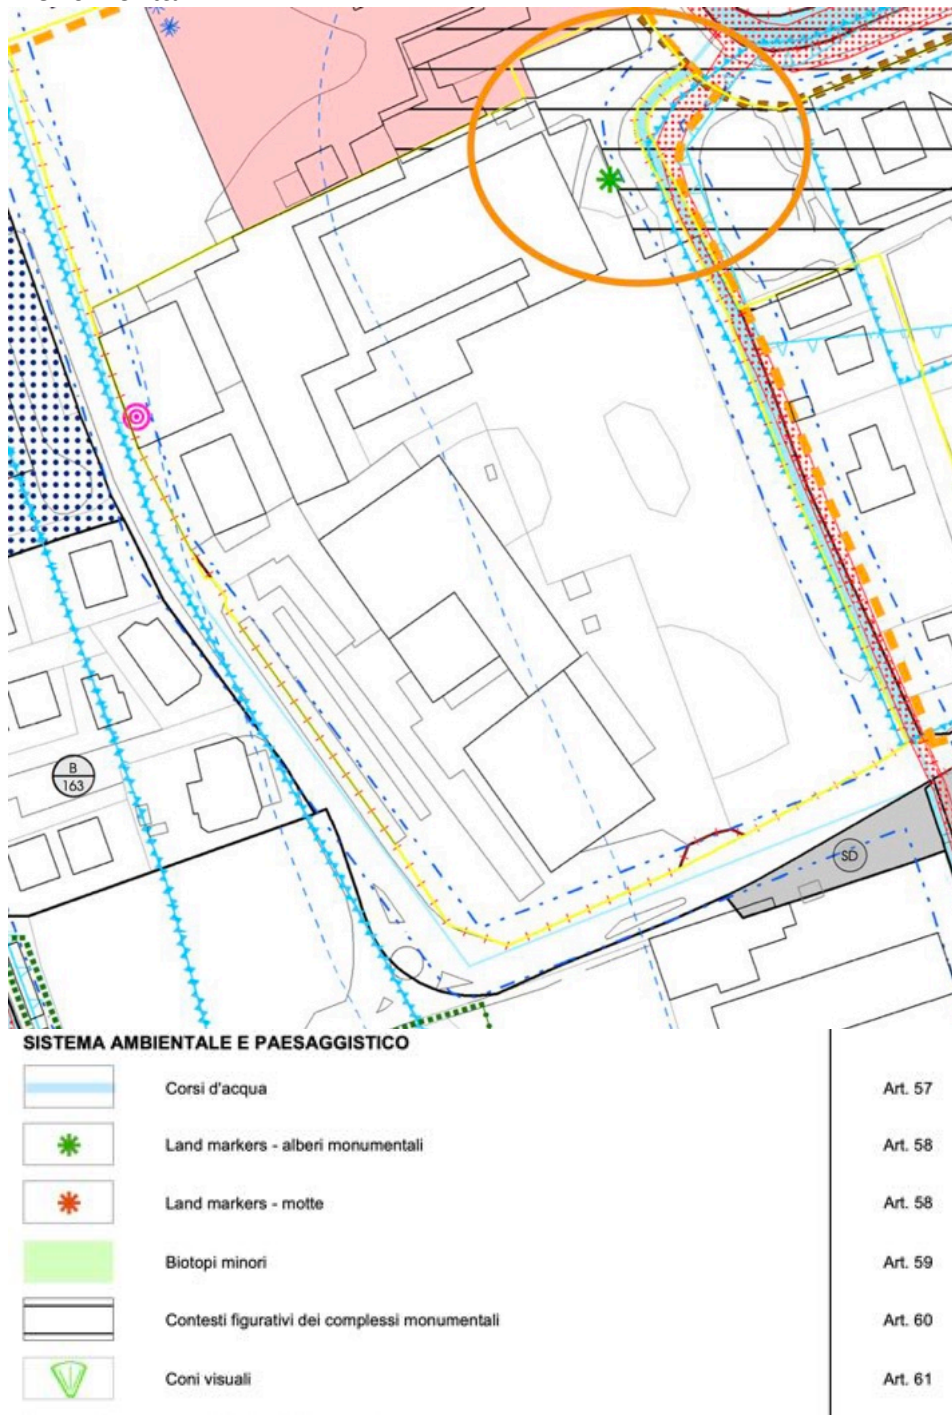 B
163
SD
SISTEMA AMBIENTALE E PAESAGGISTICO
Corsi d'acqua Art. 57
Land markers - alberi monumentali Art. 58
Land markers - motte Art. 58
Biotopi minori Art. 59
Contesti figurativi dei complessi monumentali Art. 60
Coni visuali Art. 61